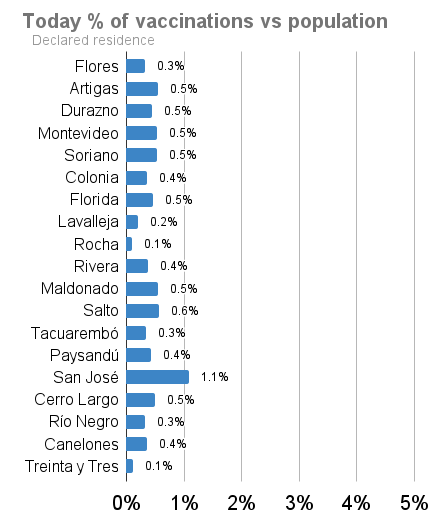 Today % of vaccinations vs population
Declared residence
Flores 0.3%
Artigas 0.5%
Durazno 0.5%
Montevideo 0.5%
Soriano 0.5%
Colonia 0.4%
Florida 0.5%
Lavalleja 0.2%
Rocha 0.1%
Rivera 0.4%
Maldonado 0.5%
Salto 0.6%
Tacuarembó 0.3%
Paysandú 0.4%
San José 1.1%
Cerro Largo 0.5%
Río Negro 0.3%
Canelones 0.4%
Treinta y Tres 0.1%
0% 1% 2% 3% 4% 5%